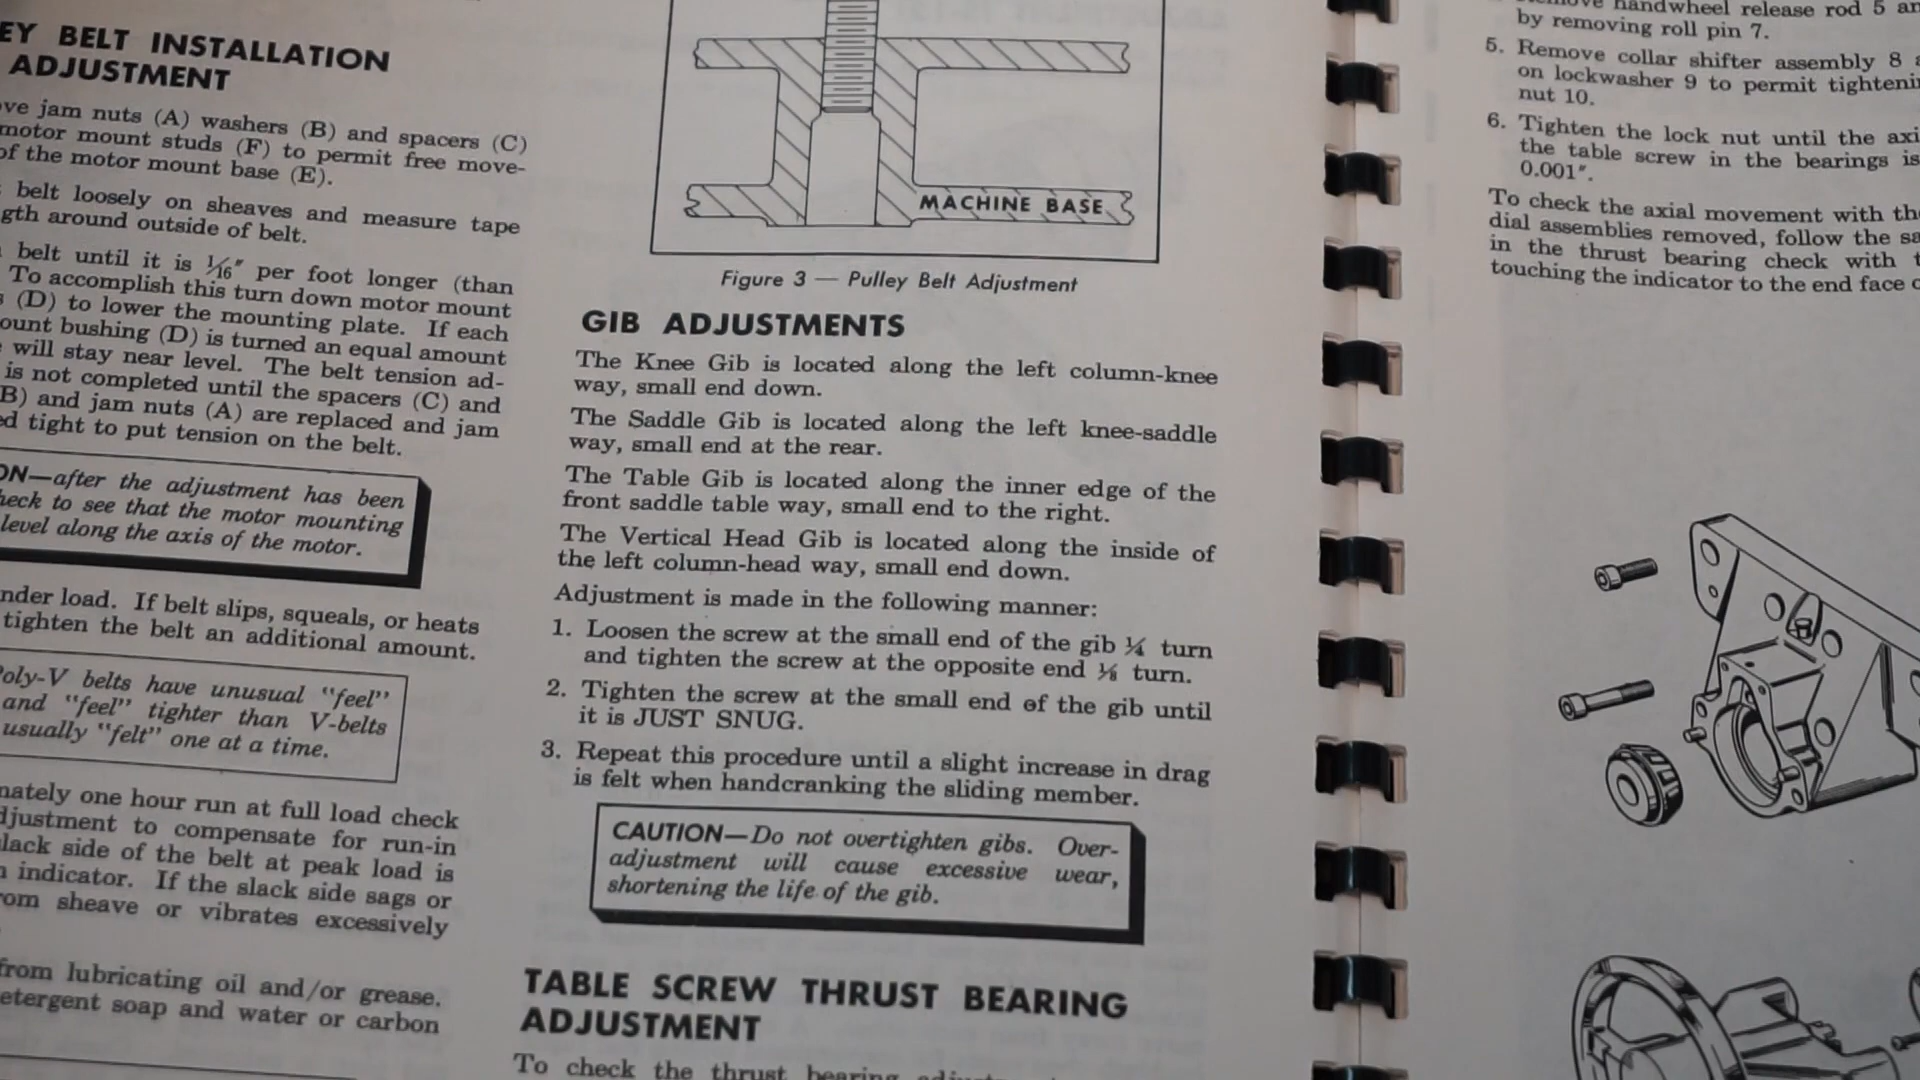 EY BELT INSTALLATION
ADJUSTMENT
ve jam nuts (A) washers (B) and spacers (C)
motor mount studs (F) to permit free move-
of the motor mount base (E).
belt loosely on sheaves and measure tape
gth around outside of belt.
belt until it is 1/16" per foot longer (than
To accomplish this turn down motor mount
s (D) to lower the mounting plate. If each
ount bushing (D) is turned an equal amount
will stay near level. The belt tension ad-
is not completed until the spacers (C) and
B) and jam nuts (A) are replaced and jam
ed tight to put tension on the belt.
ON—after the adjustment has been
heck to see that the motor mounting
level along the axis of the motor.
nder load. If belt slips, squeals, or heats
tighten the belt an additional amount.
Poly-V belts have unusual "feel"
and "feel" tighter than V-belts
usually "felt" one at a time.
nately one hour run at full load check
djustment to compensate for run-in
slack side of the belt at peak load is
n indicator. If the slack side sags or
rom sheave or vibrates excessively
from lubricating oil and/or grease.
etergent soap and water or carbon
MACHINE BASE
Figure 3 — Pulley Belt Adjustment
GIB ADJUSTMENTS
The Knee Gib is located along the left column-knee
way, small end down.
The Saddle Gib is located along the left knee-saddle
way, small end at the rear.
The Table Gib is located along the inner edge of the
front saddle table way, small end to the right.
The Vertical Head Gib is located along the inside of
the left column-head way, small end down.
Adjustment is made in the following manner:
1. Loosen the screw at the small end of the gib ¼ turn
and tighten the screw at the opposite end ⅛ turn.
2. Tighten the screw at the small end of the gib until
it is JUST SNUG.
3. Repeat this procedure until a slight increase in drag
is felt when handcranking the sliding member.
CAUTION—Do not overtighten gibs. Over-
adjustment will cause excessive wear,
shortening the life of the gib.
TABLE SCREW THRUST BEARING
ADJUSTMENT
To check the thrust bearing
handwheel release rod 5
by removing roll pin 7.
5. Remove collar shifter assembly 8
on lockwasher 9 to permit tightenin
nut 10.
6. Tighten the lock nut until the axi
the table screw in the bearings is
0.001".
To check the axial movement with th
dial assemblies removed, follow the sa
in the thrust bearing check with t
touching the indicator to the end face